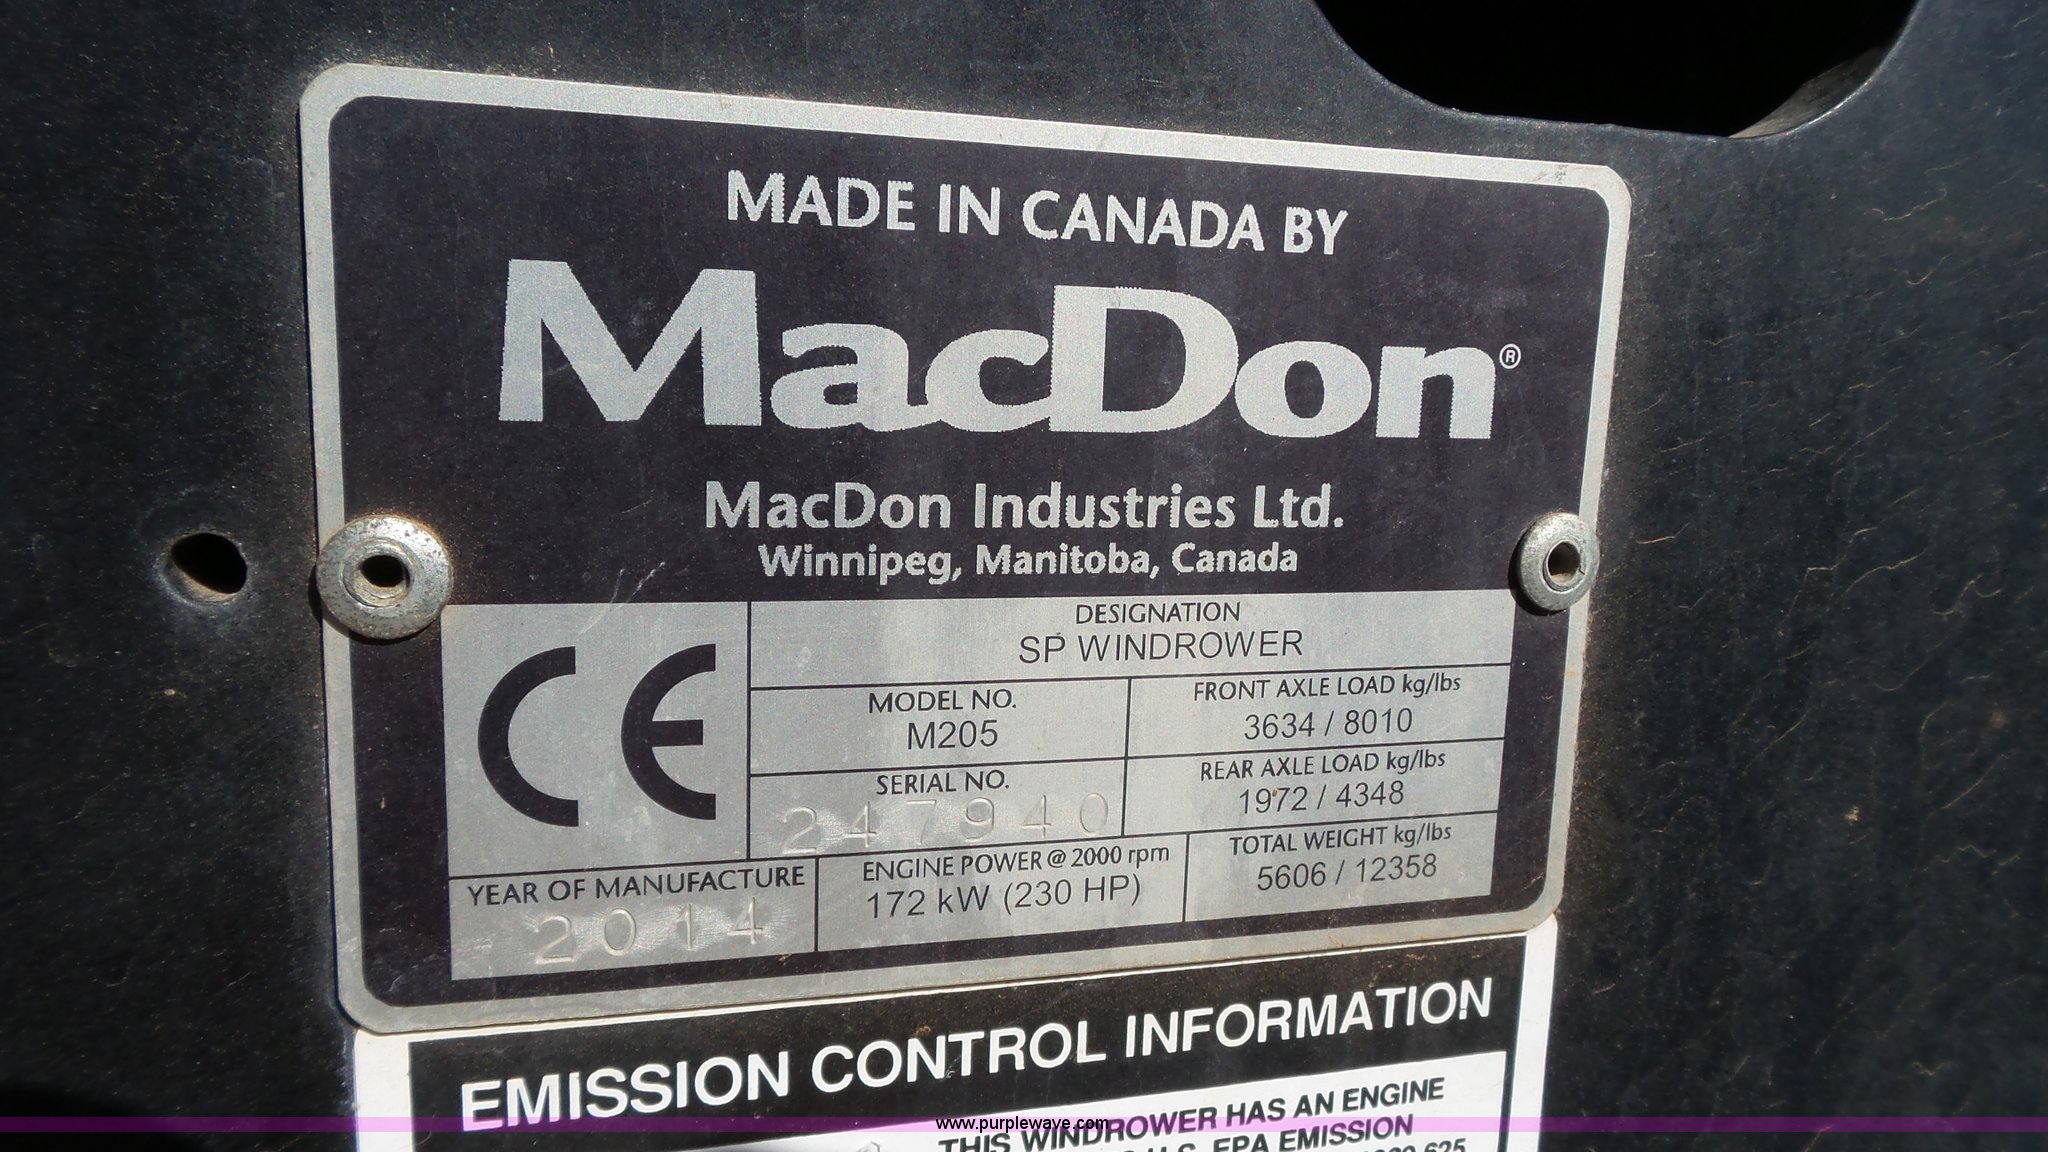 MADE IN CANADA BY
MacDon®
MacDon Industries Ltd.
Winnipeg, Manitoba, Canada
CE
DESIGNATION
SP WINDROWER
MODEL NO.
M205
FRONT AXLE LOAD kg/lbs
3634 / 8010
SERIAL NO.
247940
REAR AXLE LOAD kg/lbs
1972 / 4348
YEAR OF MANUFACTURE
2014
ENGINE POWER @ 2000 rpm
172 kW (230 HP)
TOTAL WEIGHT kg/lbs
5606 / 12358
EMISSION CONTROL INFORMATION
THIS WINDROWER HAS AN ENGINE
U.S. EPA EMISSION
www.purplewave.com